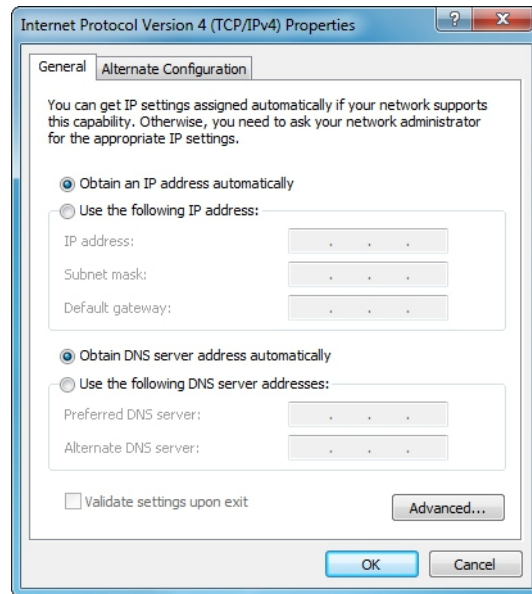 Internet Protocol Version 4 (TCP/IPv4) Properties
?
X
General
Alternate Configuration
You can get IP settings assigned automatically if your network supports
this capability. Otherwise, you need to ask your network administrator
for the appropriate IP settings.
Obtain an IP address automatically
Use the following IP address:
IP address: . . .
Subnet mask: . . .
Default gateway: . . .
Obtain DNS server address automatically
Use the following DNS server addresses:
Preferred DNS server: . . .
Alternate DNS server: . . .
Validate settings upon exit
Advanced...
OK
Cancel